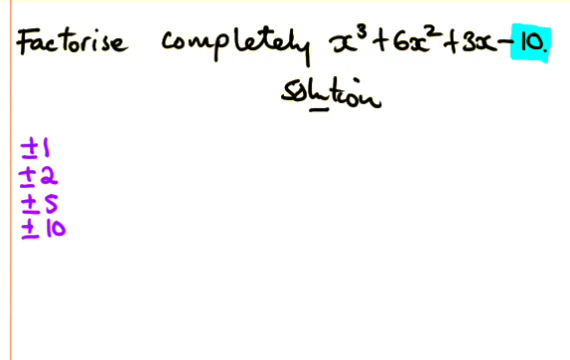 Factorise completely x³+6x²+3x-10.
solution
±1
±2
±5
±10